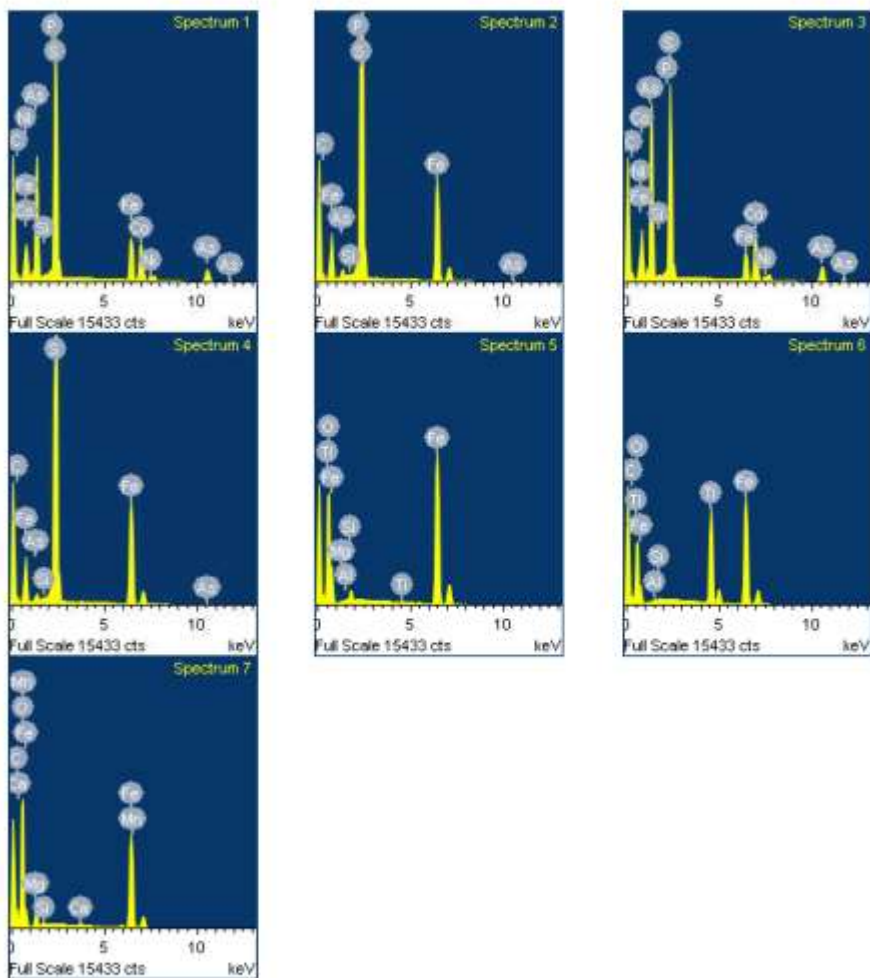 Spectrum 1
P
S
As
Ni
C
Fe
Co
Si
Fe
Co
Ni
As
As
0 5 10
Full Scale 15433 cts keV
Spectrum 2
P
S
C
Fe
As
Si
Fe
As
0 5 10
Full Scale 15433 cts keV
Spectrum 3
S
P
As
Co
C
Ni
Fe
Si
Co
Fe
Ni
As
As
0 5 10
Full Scale 15433 cts keV
Spectrum 4
S
C
Fe
As
Si
Fe
As
0 5 10
Full Scale 15433 cts keV
Spectrum 5
O
Ti
Fe
Si
Mg
Al
Ti
Fe
0 5 10
Full Scale 15433 cts keV
Spectrum 6
O
C
Ti
Fe
Si
Al
Ti
Fe
0 5 10
Full Scale 15433 cts keV
Spectrum 7
Mn
O
Fe
C
Ca
Mg
Si
Ca
Fe
Mn
0 5 10
Full Scale 15433 cts keV